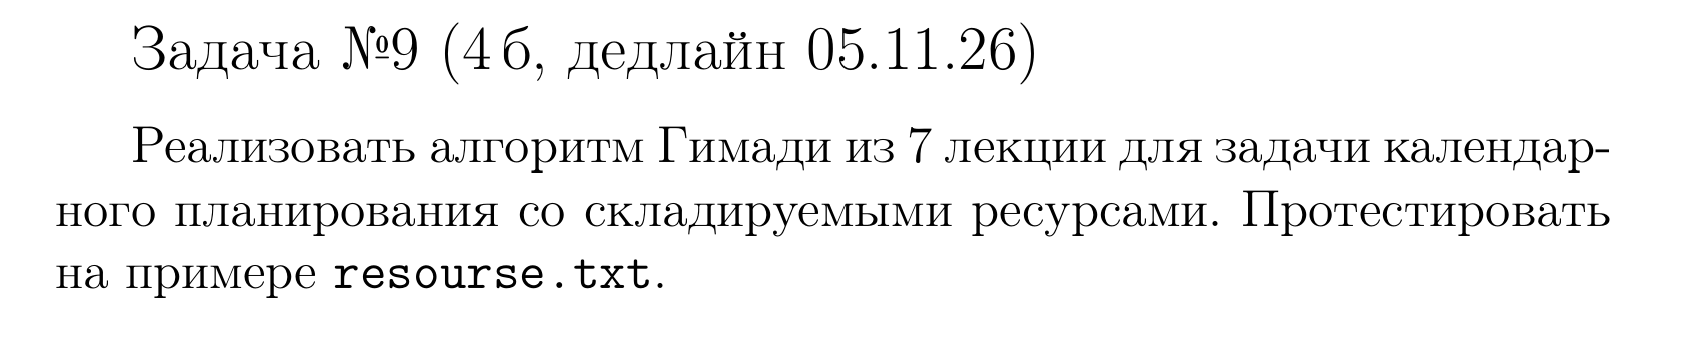 Задача №9 (4 б, дедлайн 05.11.26)
Реализовать алгоритм Гимади из 7 лекции для задачи календар-
ного планирования со складируемыми ресурсами. Протестировать
на примере resourse.txt.